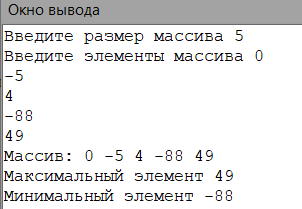 Окно вывода
Введите размер массива 5
Введите элементы массива 0
-5
4
-88
49
Массив: 0 -5 4 -88 49
Максимальный элемент 49
Минимальный элемент -88